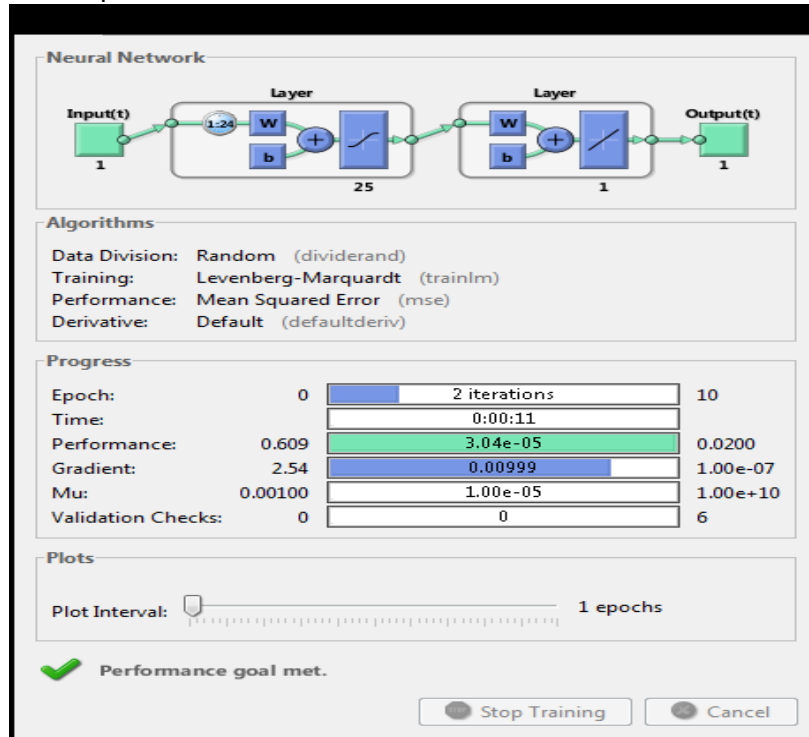 Neural Network
Layer Layer
Input(t) Output(t)
1-24 W W
b b
1 1
25 1
Algorithms
Data Division: Random (dividerand)
Training: Levenberg-Marquardt (trainlm)
Performance: Mean Squared Error (mse)
Derivative: Default (defaultderiv)
Progress
Epoch: 0 2 iterations 10
Time: 0:00:11
Performance: 0.609 3.04e-05 0.0200
Gradient: 2.54 0.00999 1.00e-07
Mu: 0.00100 1.00e-05 1.00e+10
Validation Checks: 0 0 6
Plots
Plot Interval: 1 epochs
Performance goal met.
Stop Training Cancel